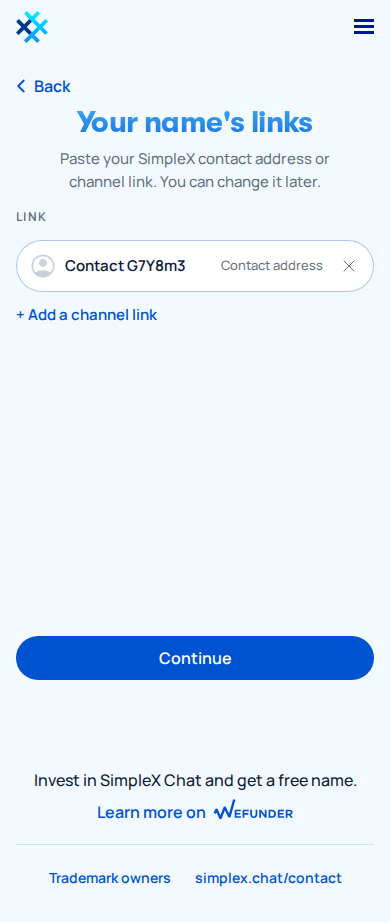 Back
Your name's links
Paste your SimpleX contact address or
channel link. You can change it later.
LINK
Contact G7Y8m3 Contact address
+ Add a channel link
Continue
Invest in SimpleX Chat and get a free name.
Learn more on WEFUNDER
Trademark owners simplex.chat/contact